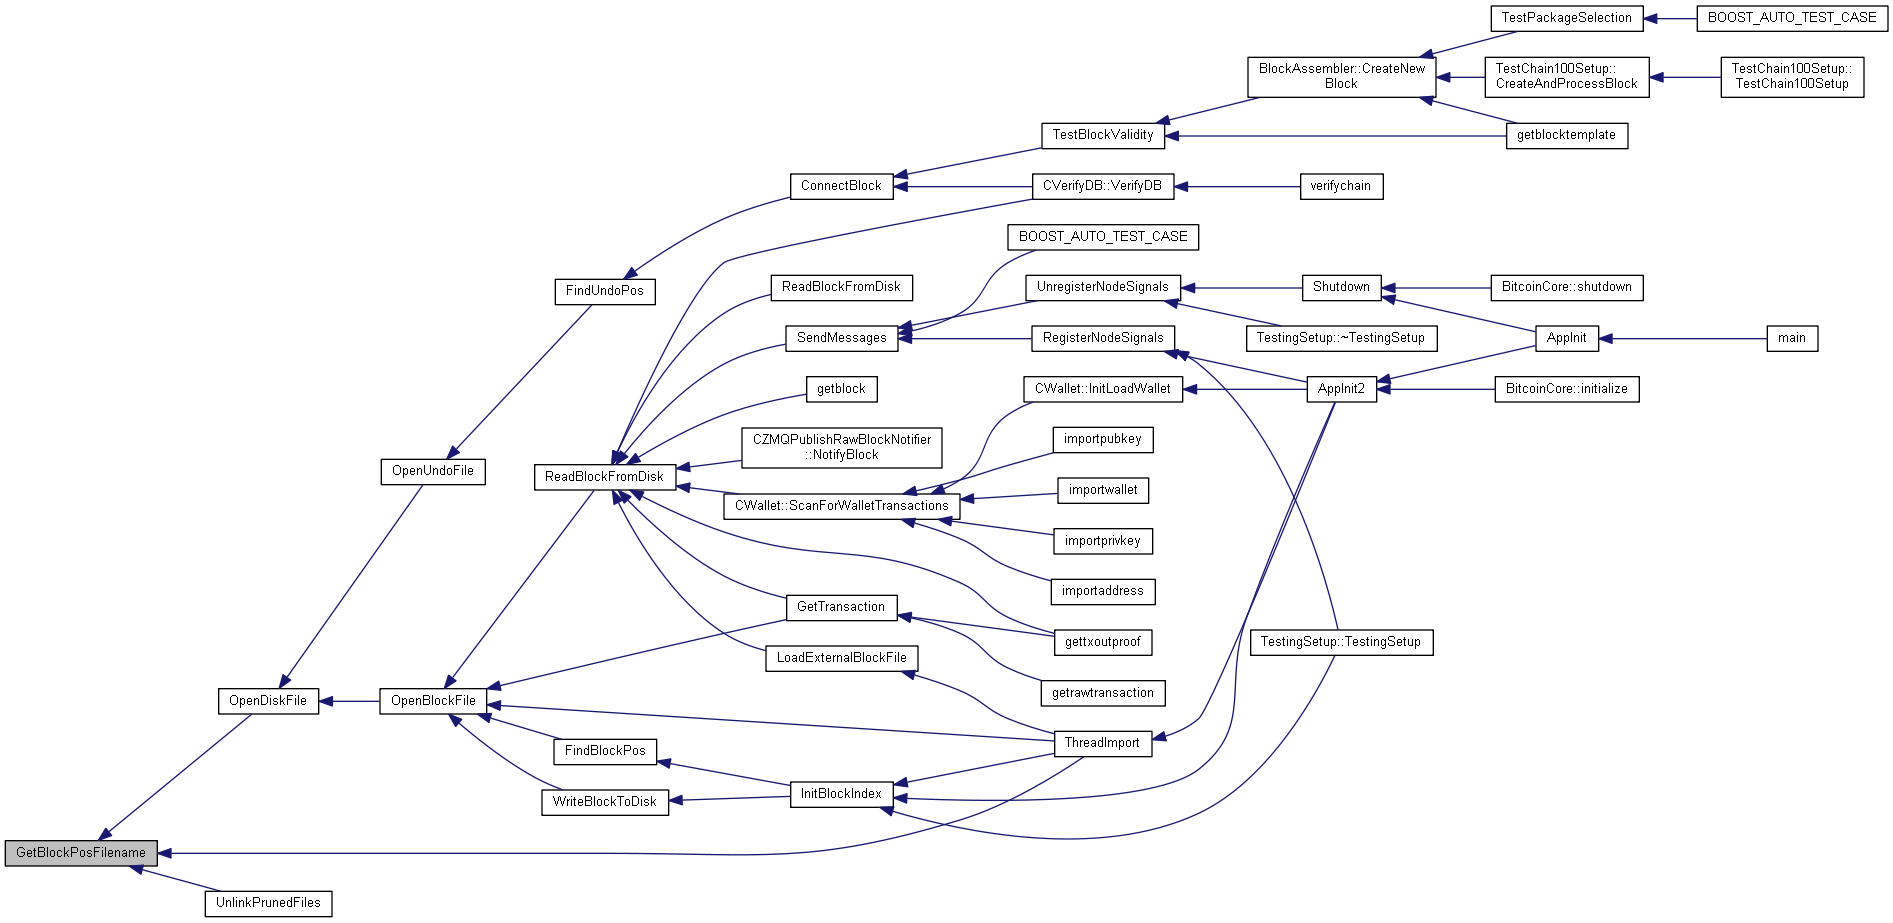 TestPackageSelection
BOOST_AUTO_TEST_CASE
BlockAssembler::CreateNew
Block
TestChain100Setup::
CreateAndProcessBlock
TestChain100Setup::
TestChain100Setup
TestBlockValidity
getblocktemplate
ConnectBlock
CVerifyDB::VerifyDB
verifychain
BOOST_AUTO_TEST_CASE
FindUndoPos
ReadBlockFromDisk
UnregisterNodeSignals
Shutdown
BitcoinCore::shutdown
SendMessages
RegisterNodeSignals
TestingSetup::~TestingSetup
AppInit
main
getblock
CWallet::InitLoadWallet
AppInit2
BitcoinCore::initialize
CZMQPublishRawBlockNotifier
::NotifyBlock
importpubkey
OpenUndoFile
ReadBlockFromDisk
CWallet::ScanForWalletTransactions
importwallet
importprivkey
importaddress
GetTransaction
gettxoutproof
TestingSetup::TestingSetup
LoadExternalBlockFile
getrawtransaction
OpenDiskFile
OpenBlockFile
FindBlockPos
ThreadImport
WriteBlockToDisk
InitBlockIndex
GetBlockPosFilename
UnlinkPrunedFiles